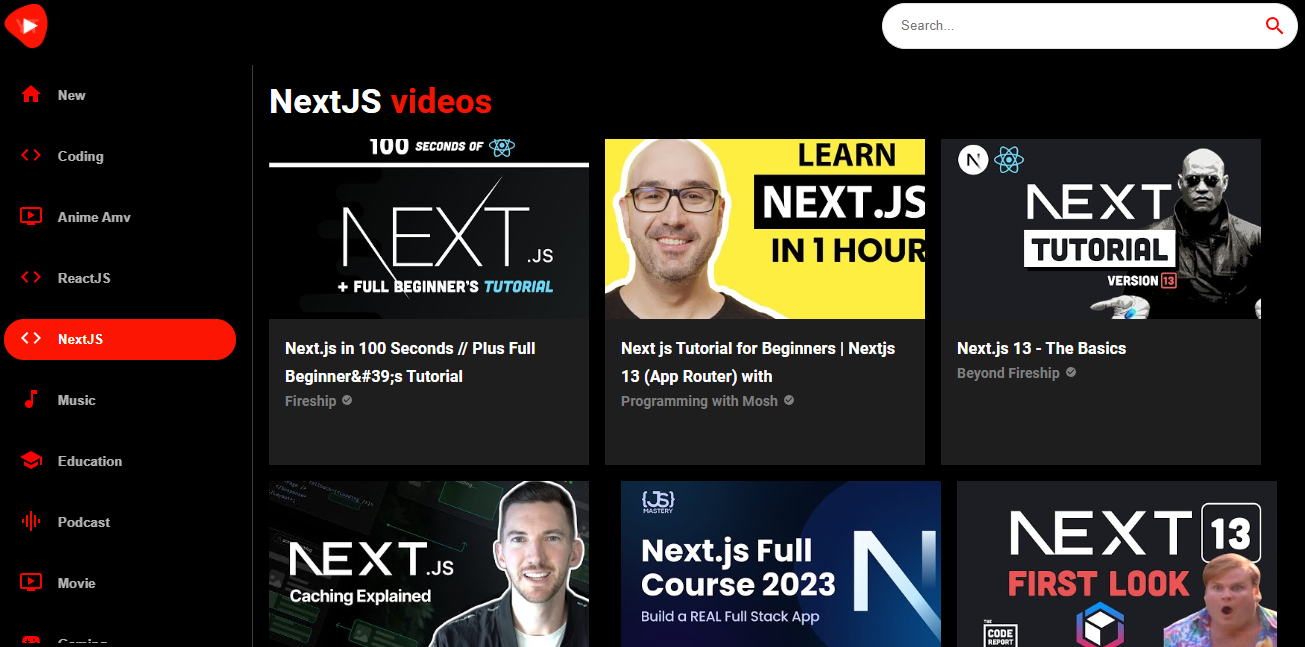 Search...
New
Coding
Anime Amv
ReactJS
NextJS
Music
Education
Podcast
Movie
Gaming
NextJS videos
100 SECONDS OF
NEXT.JS
+ FULL BEGINNER'S TUTORIAL
Next.js in 100 Seconds // Plus Full
Beginner&#39;s Tutorial
Fireship
LEARN
NEXT.JS
IN 1 HOUR
Next js Tutorial for Beginners | Nextjs
13 (App Router) with
Programming with Mosh
N
NEXT
TUTORIAL
VERSION 13
Next.js 13 - The Basics
Beyond Fireship
NEXT.JS
Caching Explained
{JS}
MASTERY
Next.js Full
Course 2023
Build a REAL Full Stack App
N
NEXT 13
FIRST LOOK
THE
CODE
REPORT